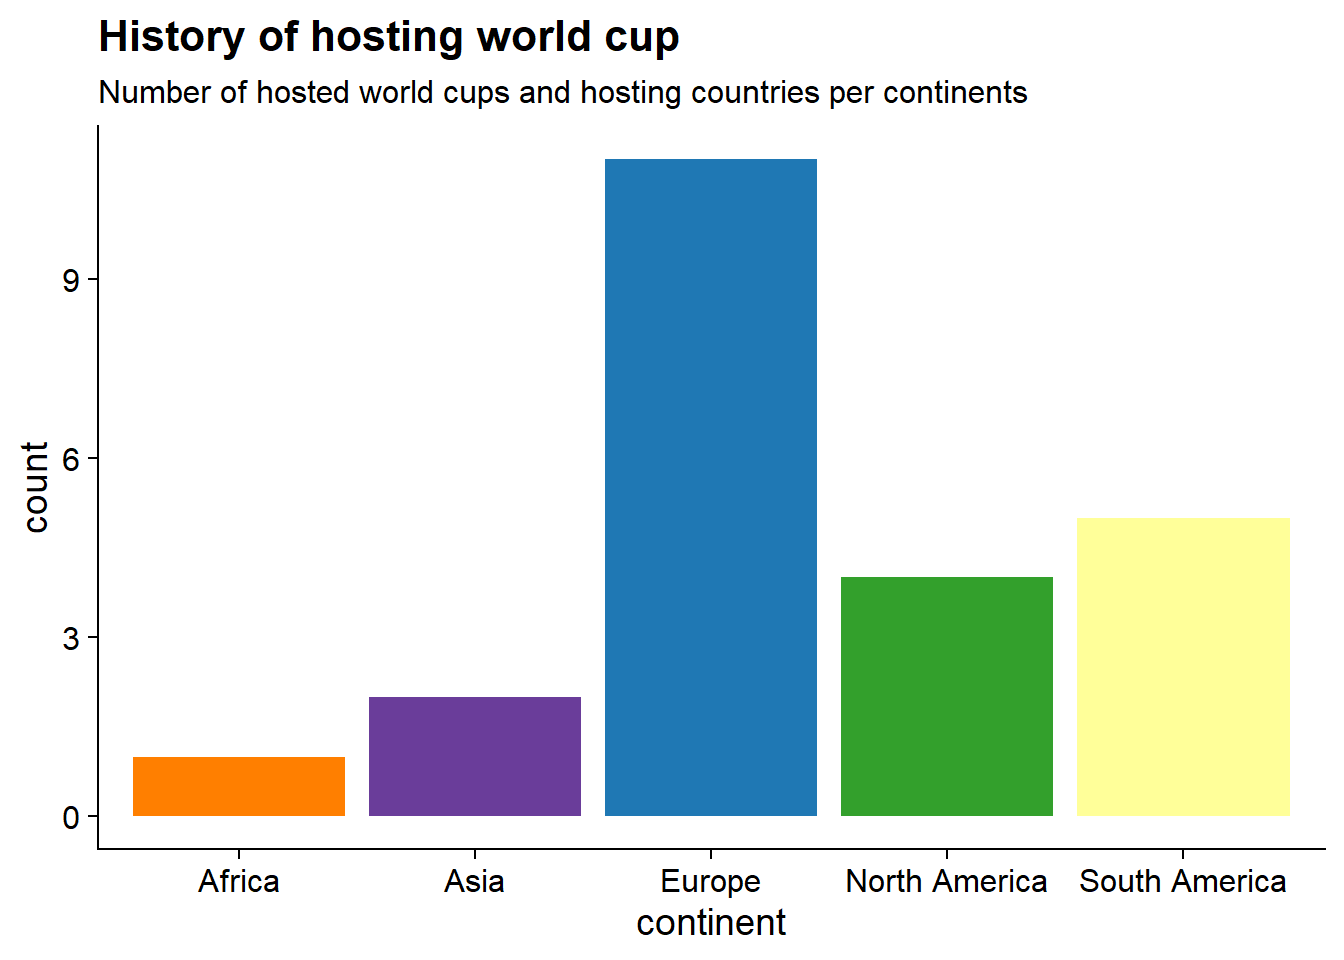 History of hosting world cup
Number of hosted world cups and hosting countries per continents
count
9
6
3
0
Africa Asia Europe North America South America
continent